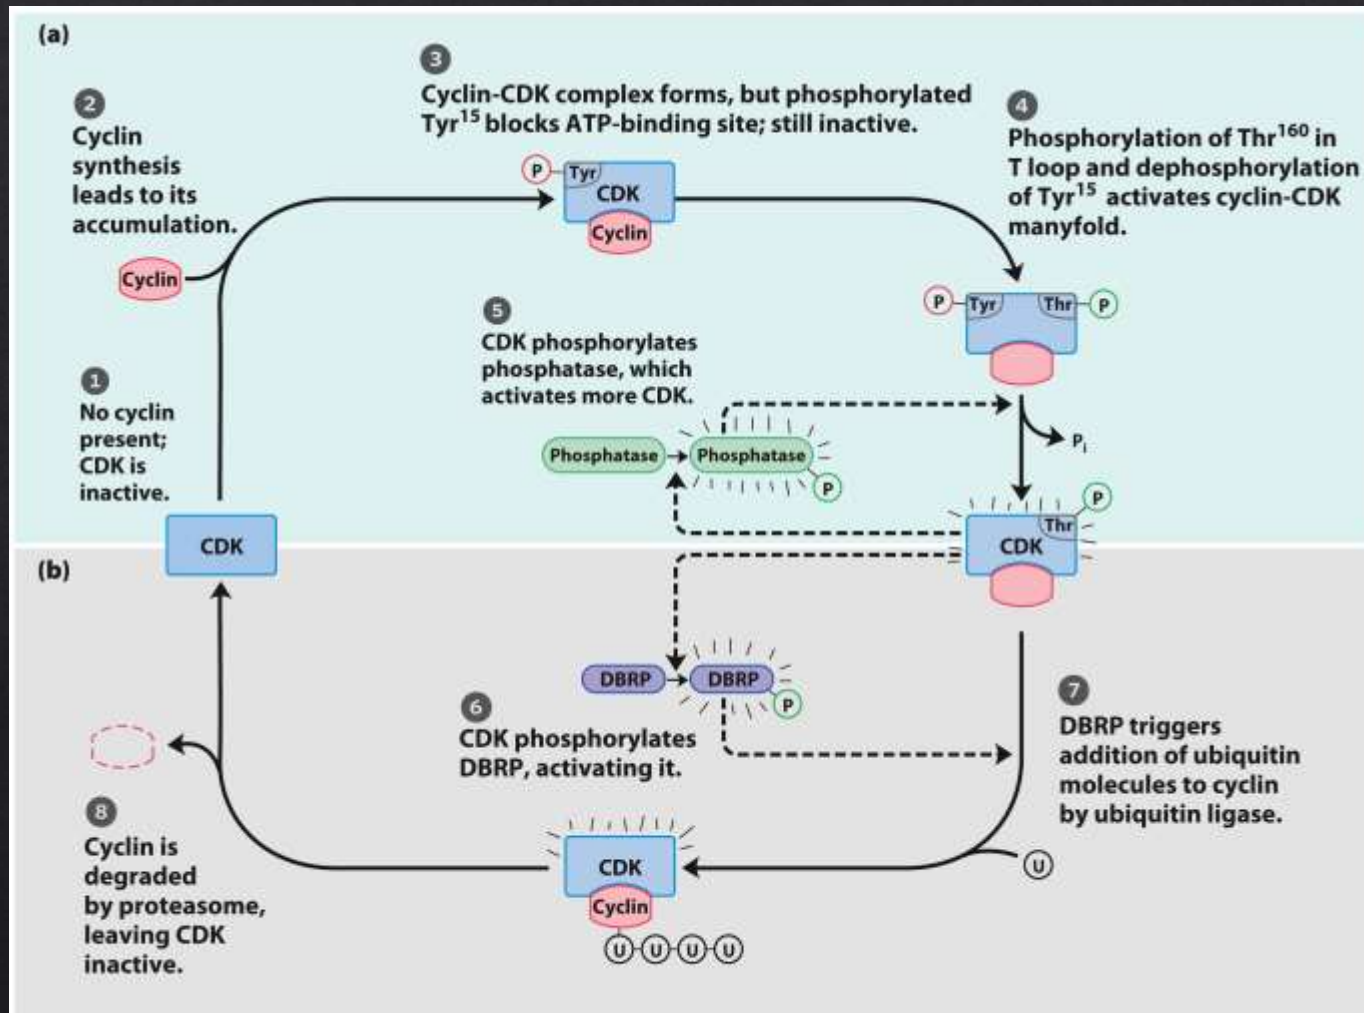 (a)
1
No cyclin
present;
CDK is
inactive.
CDK
2
Cyclin
synthesis
leads to its
accumulation.
Cyclin
3
Cyclin-CDK complex forms, but phosphorylated
Tyr15 blocks ATP-binding site; still inactive.
P
Tyr
CDK
Cyclin
4
Phosphorylation of Thr160 in
T loop and dephosphorylation
of Tyr15 activates cyclin-CDK
manyfold.
P
Tyr
Thr
P
5
CDK phosphorylates
phosphatase, which
activates more CDK.
Phosphatase
Phosphatase
P
Pi
P
Thr
CDK
(b)
DBRP
DBRP
P
6
CDK phosphorylates
DBRP, activating it.
7
DBRP triggers
addition of ubiquitin
molecules to cyclin
by ubiquitin ligase.
U
CDK
Cyclin
U U U U
8
Cyclin is
degraded
by proteasome,
leaving CDK
inactive.